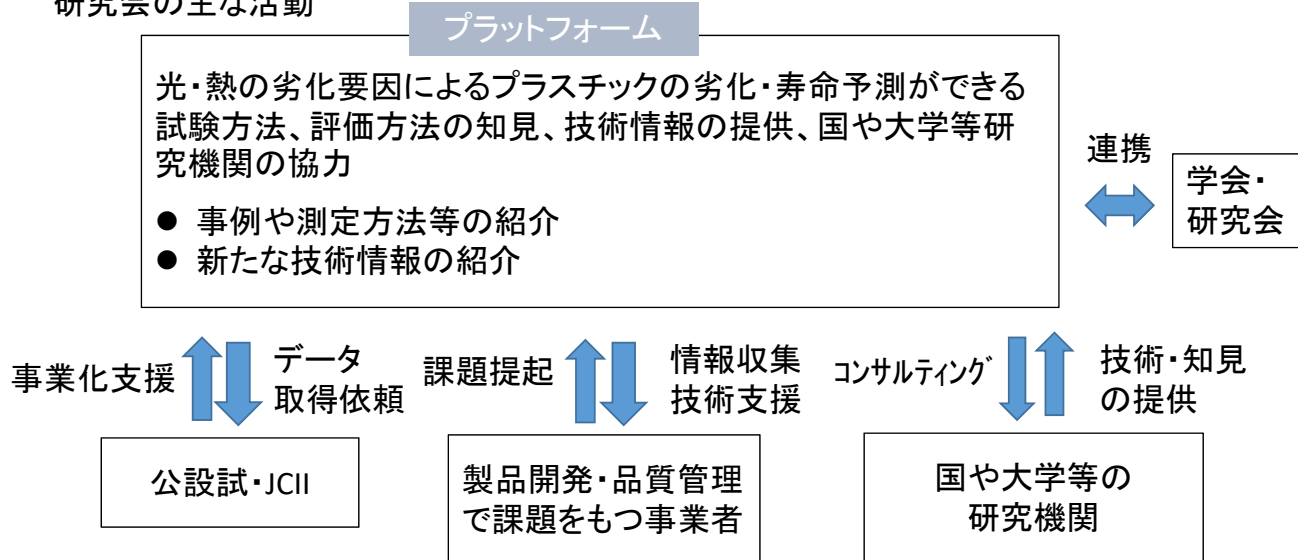 研究会の主な活動
プラットフォーム
光・熱の劣化要因によるプラスチックの劣化・寿命予測ができる
試験方法、評価方法の知見、技術情報の提供、国や大学等研
究機関の協力
● 事例や測定方法等の紹介
● 新たな技術情報の紹介
連携
学会・
研究会
事業化支援
データ
取得依頼
課題提起
情報収集
技術支援
コンサルティング
技術・知見
の提供
公設試・JCII
製品開発・品質管理
で課題をもつ事業者
国や大学等の
研究機関